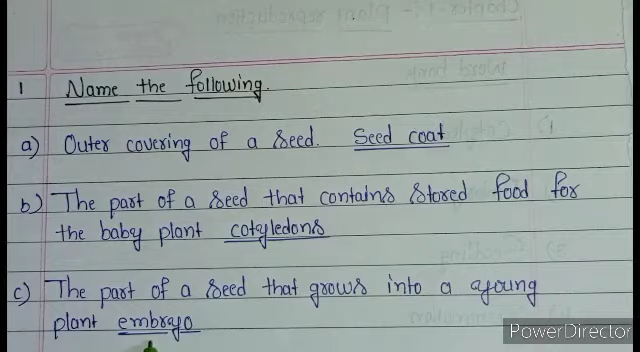 1 Name the following.
a) Outer covering of a seed. Seed coat
b) The part of a seed that contains stored food for
the baby plant cotyledons
c) The part of a seed that grows into a young
plant embryo
PowerDirector